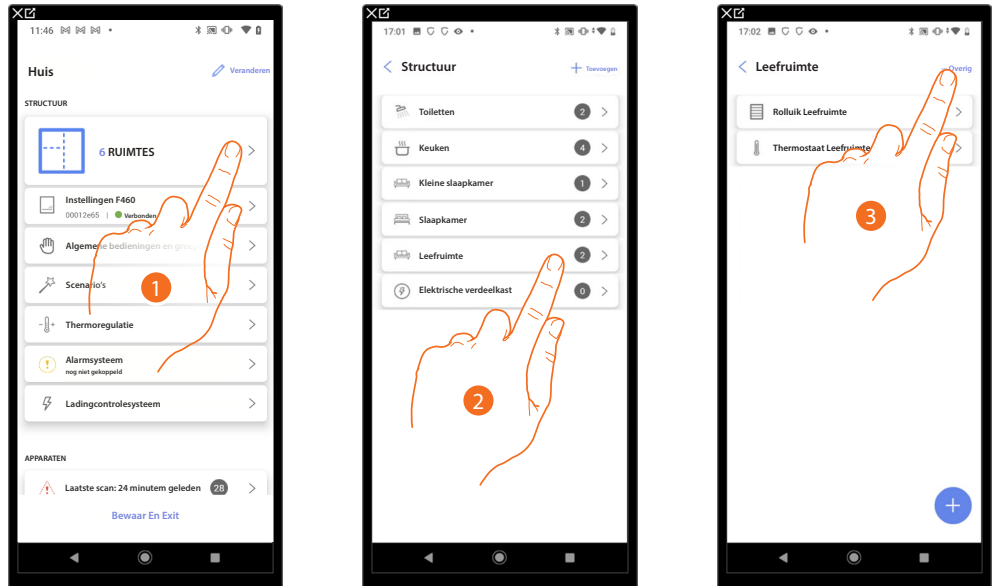 11:46
Huis
Veranderen
STRUCTUUR
6 RUIMTES
Instellingen F460
00012e65 | Verbonden
Algemene bedieningen en groep
Scenario's
1
Thermoregulatie
Alarmsysteem
nog niet gekoppeld
Ladingcontrolesysteem
APPARATEN
Laatste scan: 24 minutem geleden 28
Bewaar En Exit
17:01
Structuur
Toevoegen
Toiletten 2
Keuken 4
Kleine slaapkamer 1
Slaapkamer 2
Leefruimte 2
Elektrische verdeelkast 0
2
17:02
Leefruimte
Overig
Rolluik Leefruimte
Thermostaat Leefruimte
3